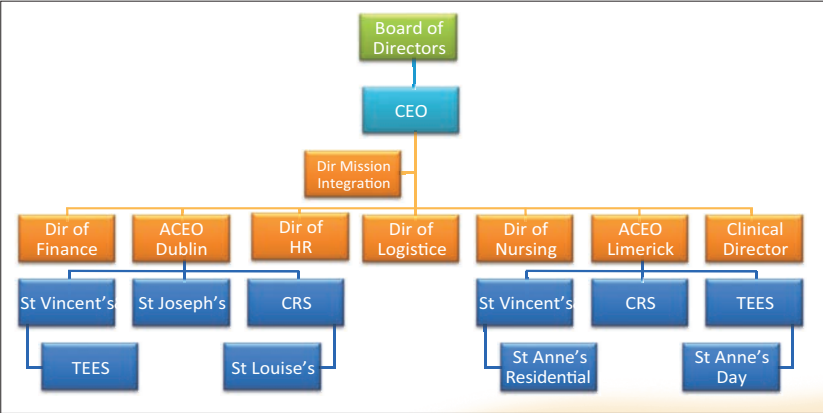 Board of
Directors
CEO
Dir Mission
Integration
Dir of
Finance
ACEO
Dublin
Dir of
HR
Dir of
Logistice
Dir of
Nursing
ACEO
Limerick
Clinical
Director
St Vincent's
St Joseph's
CRS
St Vincent's
CRS
TEES
TEES
St Louise's
St Anne's
Residential
St Anne's
Day